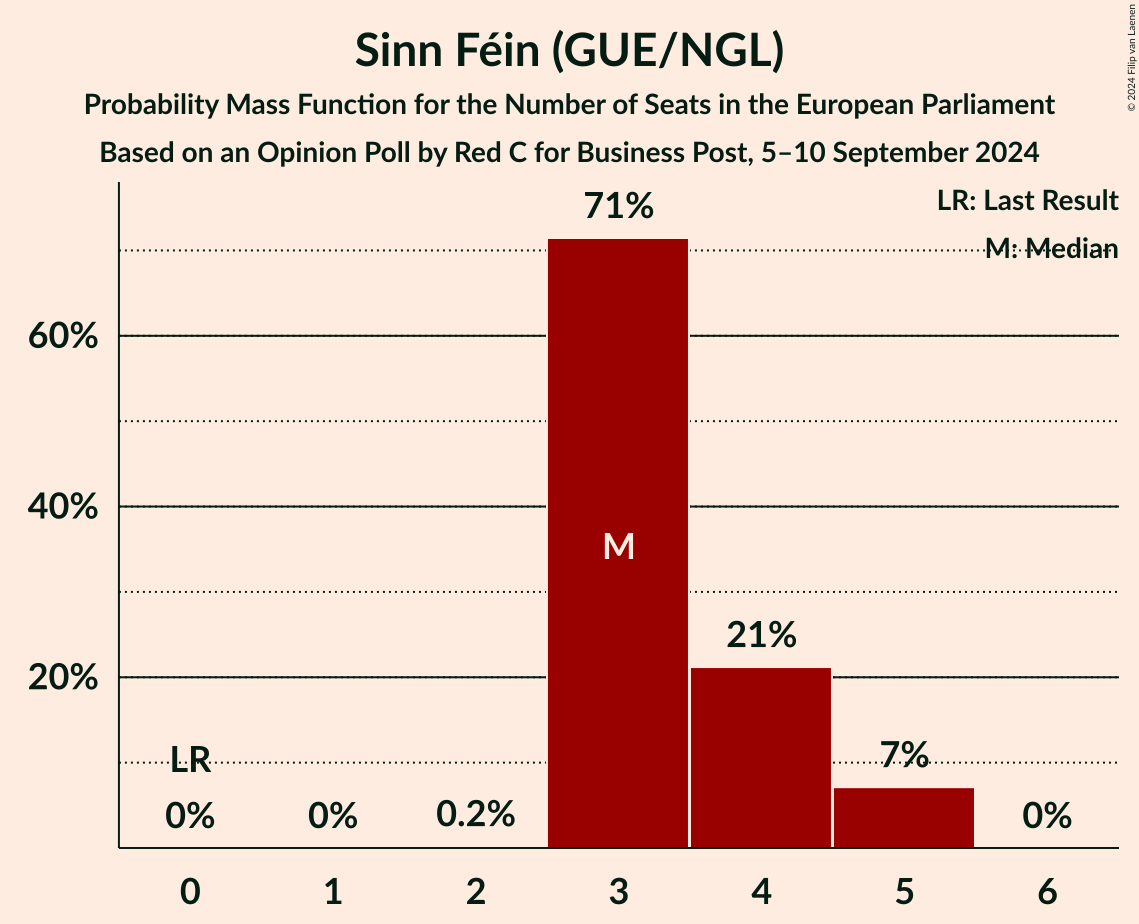 Sinn Féin (GUE/NGL)
Probability Mass Function for the Number of Seats in the European Parliament
Based on an Opinion Poll by Red C for Business Post, 5–10 September 2024
© 2024 Filip van Laenen
LR: Last Result
M: Median
71%
60%
M
40%
21%
20%
LR
7%
0%
0%
0.2%
0%
0
1
2
3
4
5
6